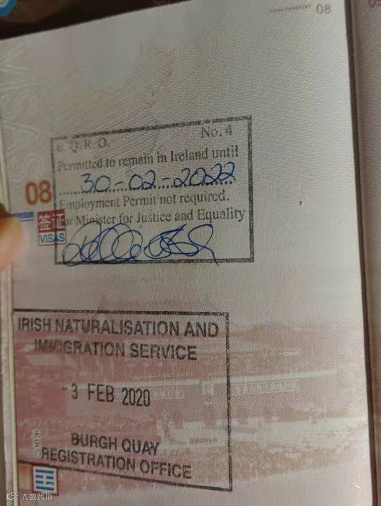 08
B. Q. R. O. No. 4
Permitted to remain in Ireland until
30-02-2022
Employment Permit not required.
For Minister for Justice and Equality
08
签证
VISAS
IRISH NATURALISATION AND
IMMIGRATION SERVICE
-3 FEB 2020
BURGH QUAY
REGISTRATION OFFICE